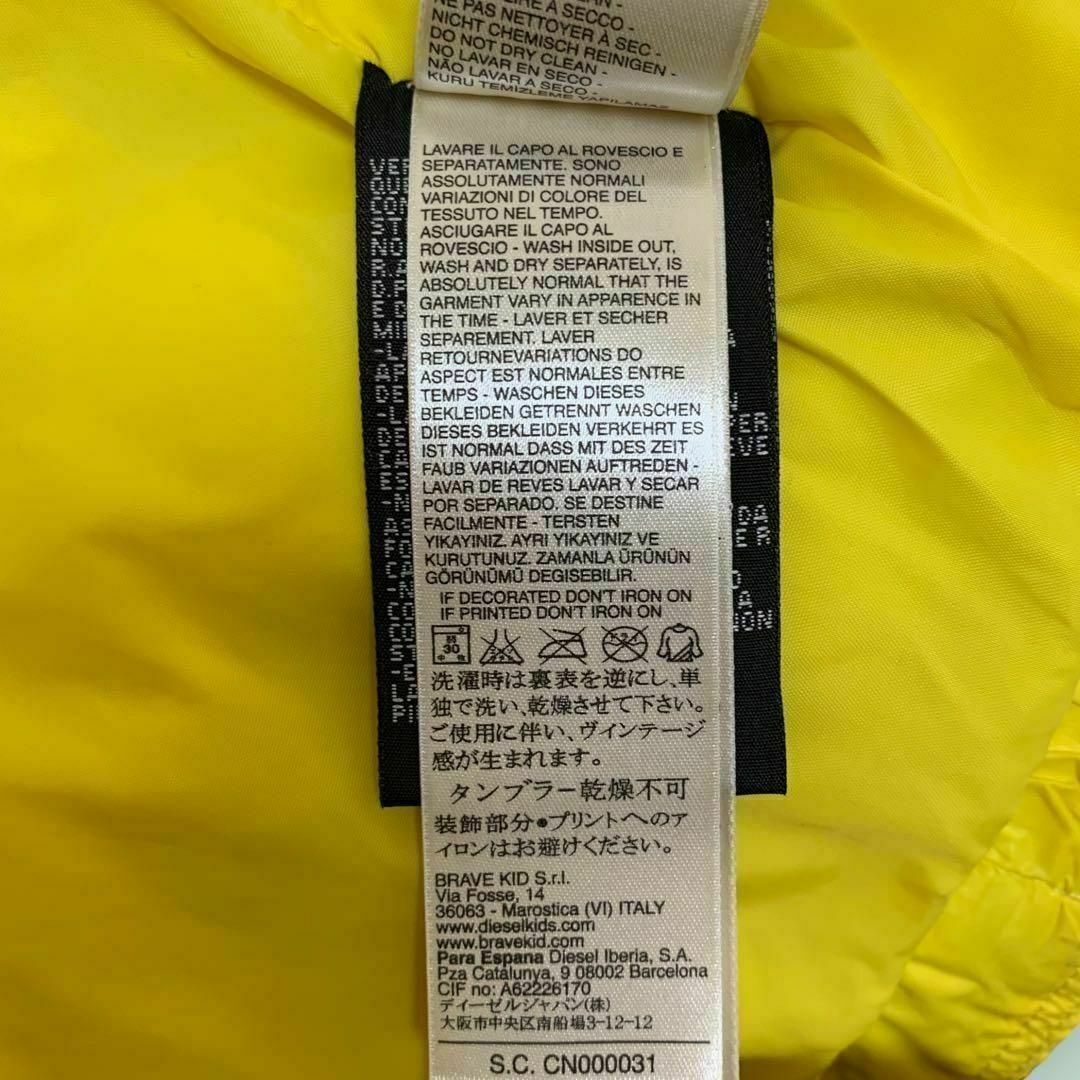 LIRE A SECCO -
NE PAS NETTOYER À SEC -
NICHT CHEMISCH REINIGEN -
DO NOT DRY CLEAN -
NO LAVAR EN SECO -
NÃO LAVAR A SECO -
KURU TEMIZLEME YAPILAMAZ
LAVARE IL CAPO AL ROVESCIO E
SEPARATAMENTE. SONO
ASSOLUTAMENTE NORMALI
VARIAZIONI DI COLORE DEL
TESSUTO NEL TEMPO.
ASCIUGARE IL CAPO AL
ROVESCIO - WASH INSIDE OUT,
WASH AND DRY SEPARATELY, IS
ABSOLUTELY NORMAL THAT THE
GARMENT VARY IN APPARENCE IN
THE TIME - LAVER ET SECHER
SEPAREMENT. LAVER
RETOURNEVARIATIONS DO
ASPECT EST NORMALES ENTRE
TEMPS - WASCHEN DIESES
BEKLEIDEN GETRENNT WASCHEN
DIESES BEKLEIDEN VERKEHRT ES
IST NORMAL DASS MIT DES ZEIT
FAUB VARIAZIONEN AUFTREDEN -
LAVAR DE REVES LAVAR Y SECAR
POR SEPARADO. SE DESTINE
FACILMENTE - TERSTEN
YIKAYINIZ. AYRI YIKAYINIZ VE
KURUTUNUZ. ZAMANLA ÜRÜNÜN
GÖRÜNÜMÜ DEGISEBILIR.
IF DECORATED DON'T IRON ON
IF PRINTED DON'T IRON ON
30
洗濯時は裏表を逆にし、単
独で洗い、乾燥させて下さい。
ご使用に伴い、ヴィンテージ
感が生まれます。
タンブラー乾燥不可
装飾部分●プリントへのア
イロンはお避けください。
BRAVE KID S.r.l.
Via Fosse, 14
36063 - Marostica (VI) ITALY
www.dieselkids.com
www.bravekid.com
Para Espana Diesel Iberia, S.A.
Pza Catalunya, 9 08002 Barcelona
CIF no: A62226170
ディーゼルジャパン(株)
大阪市中央区南船場3-12-12
S.C. CN000031